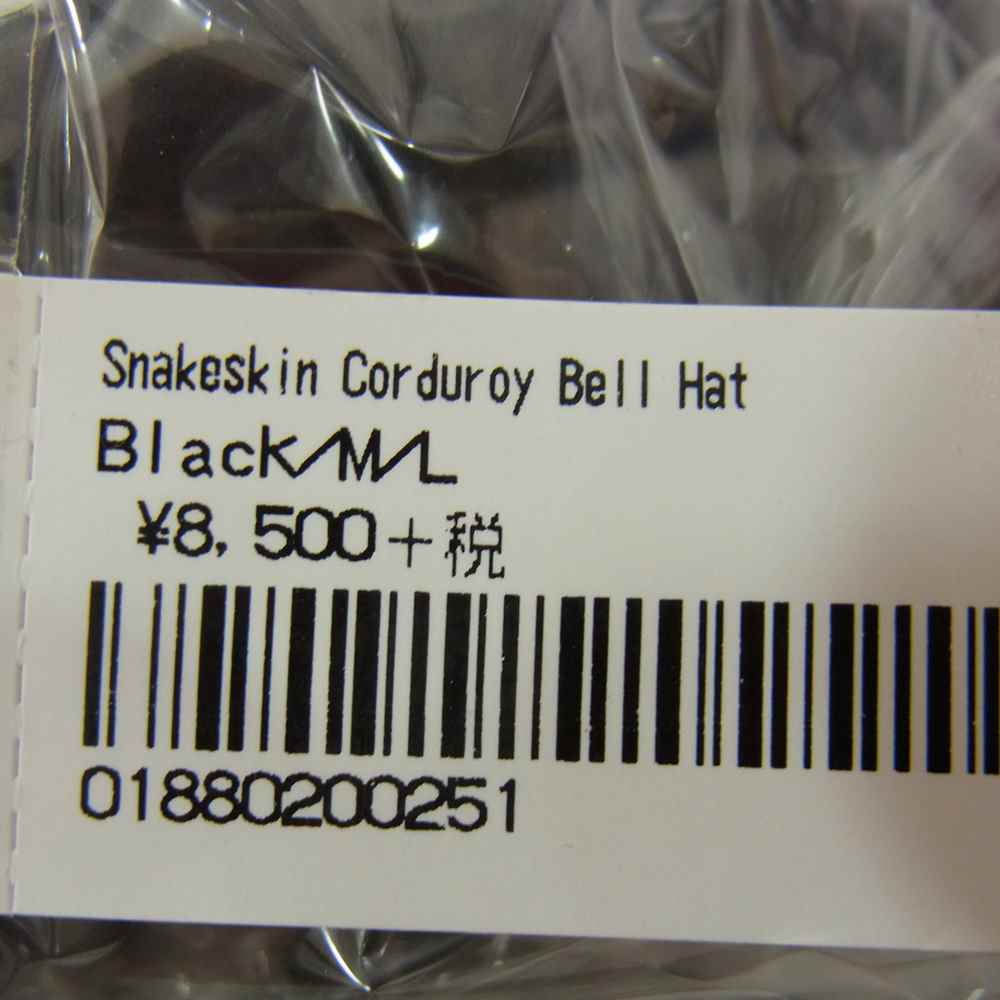 Snakeskin Corduroy Bell Hat
Black/M/L
¥8,500+税
01880200251